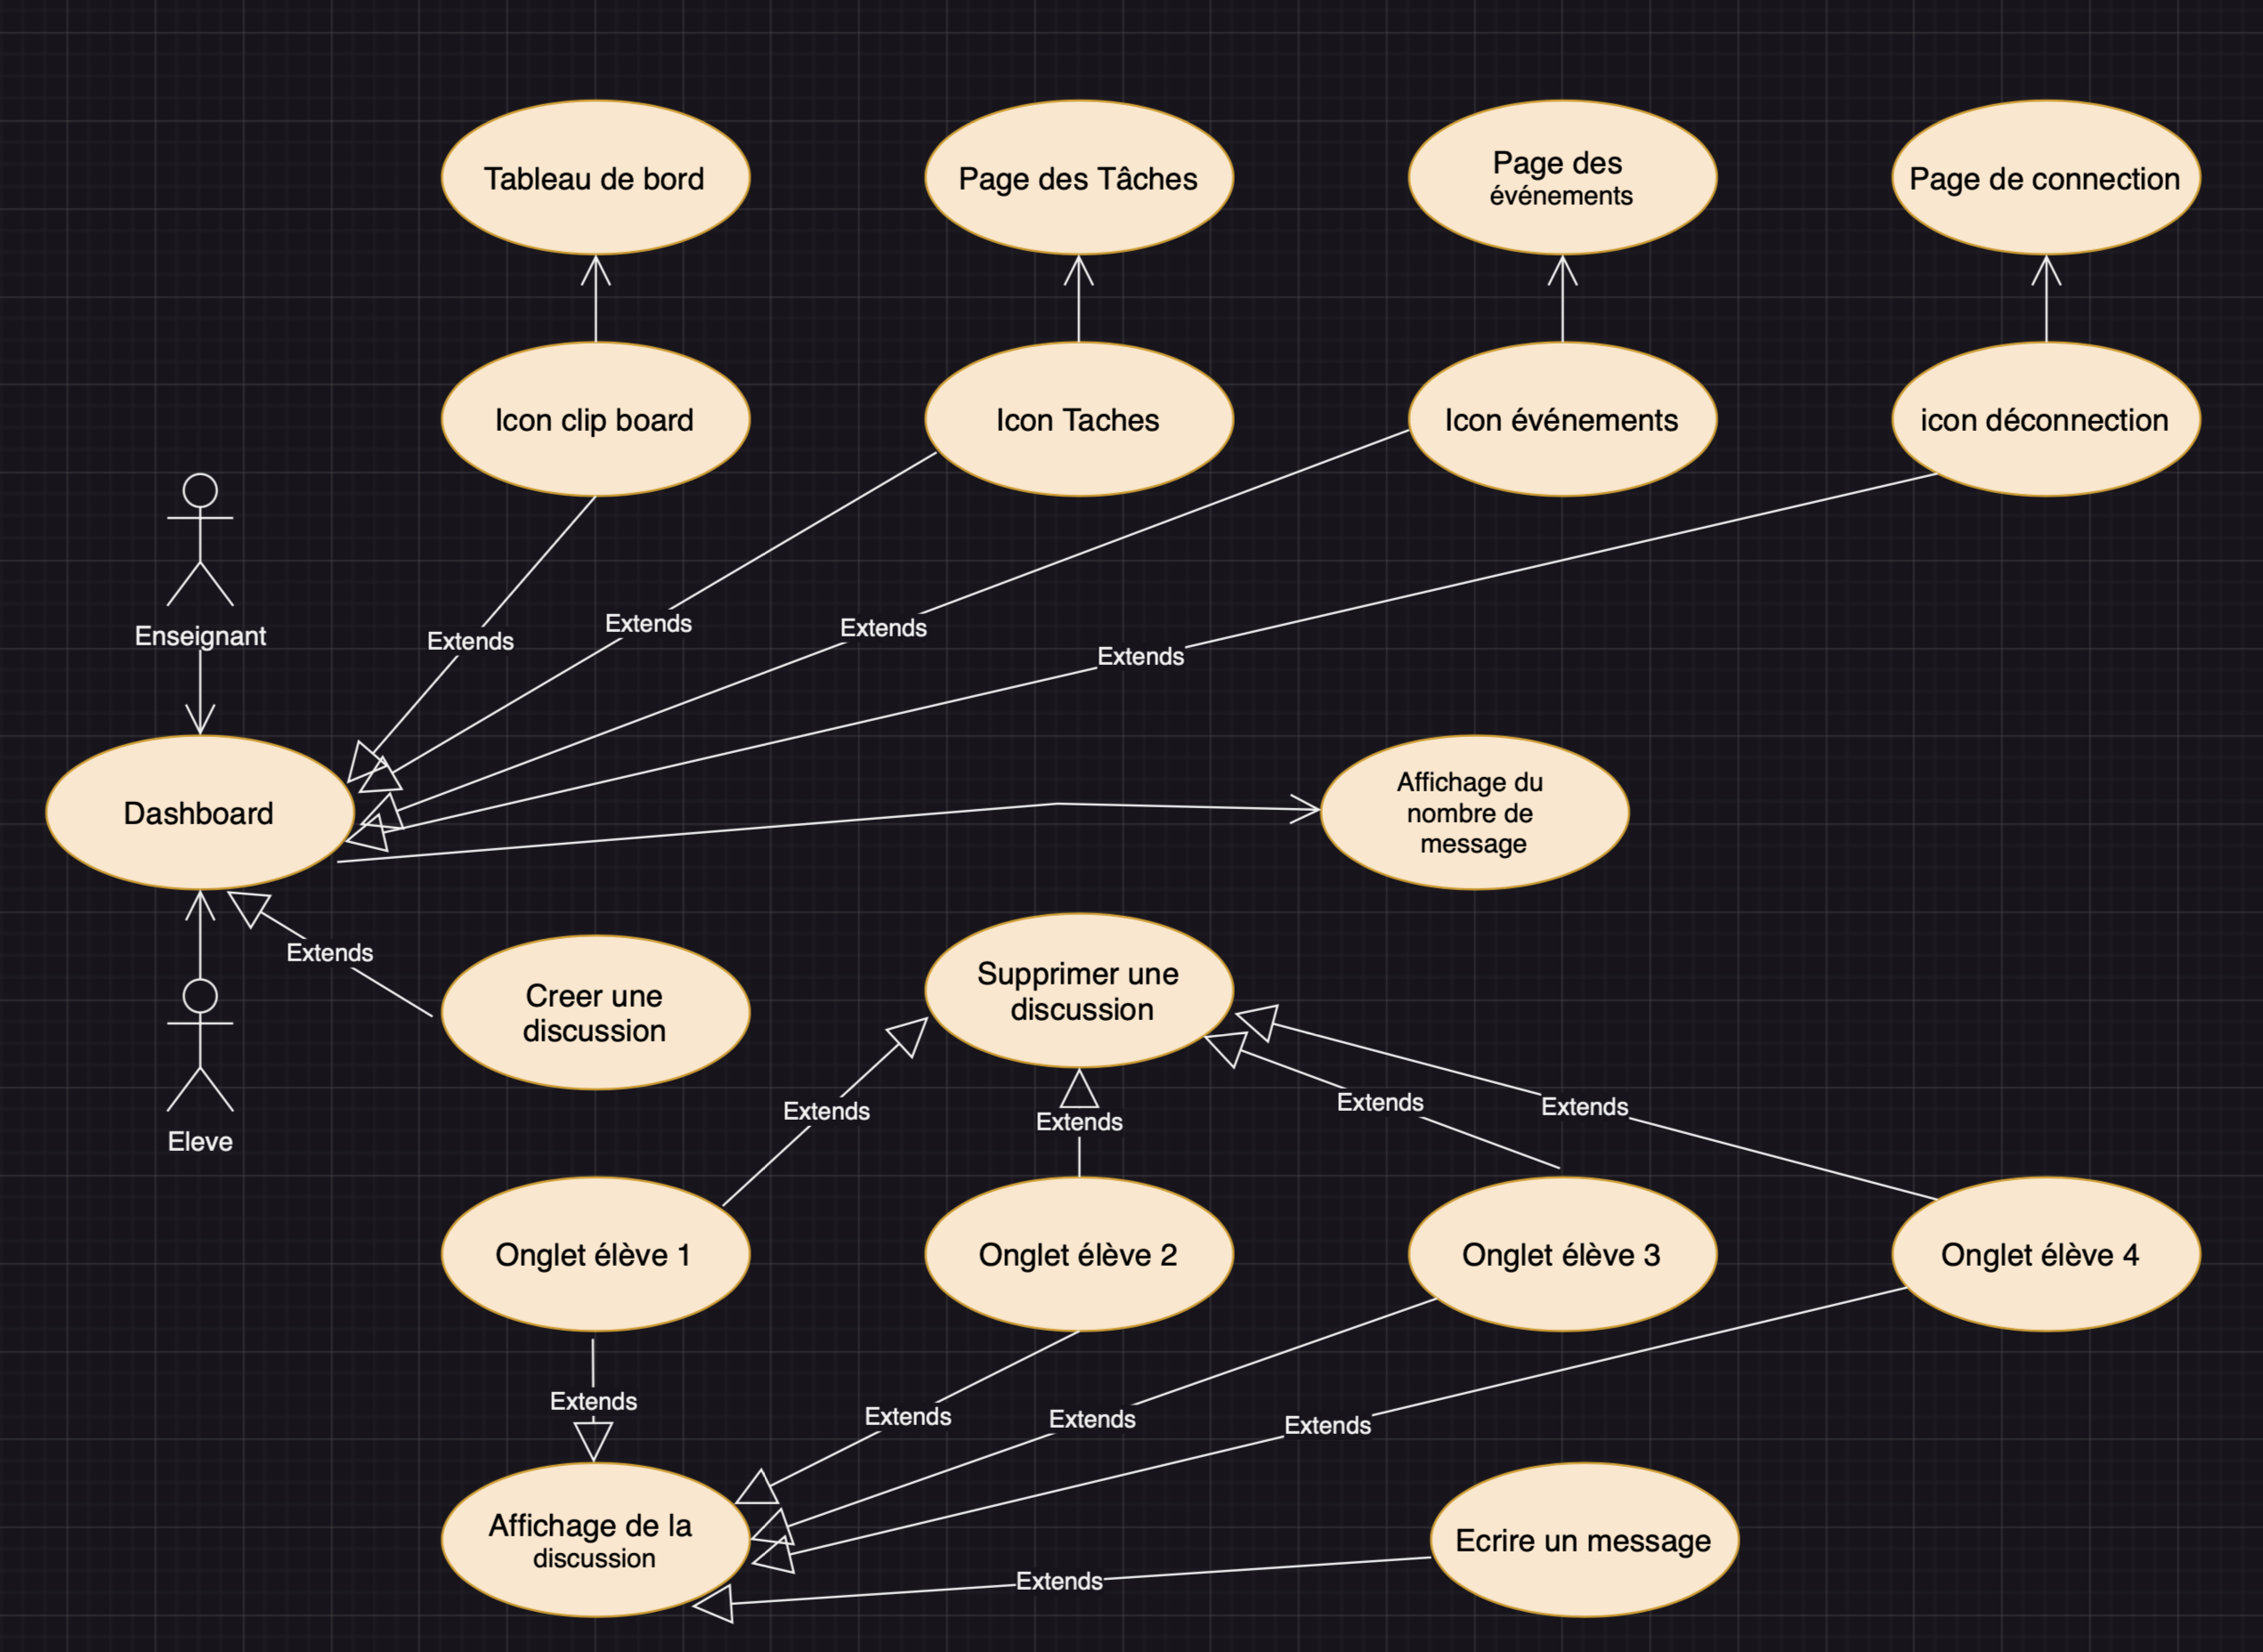 Tableau de bord
Page des Tâches
Page des
événements
Page de connection
Icon clip board
Icon Taches
Icon événements
icon déconnection
Enseignant
Extends
Extends
Extends
Extends
Dashboard
Affichage du
nombre de
message
Extends
Creer une
discussion
Supprimer une
discussion
Eleve
Extends
Extends
Extends
Extends
Onglet élève 1
Onglet élève 2
Onglet élève 3
Onglet élève 4
Extends
Extends
Extends
Extends
Affichage de la
discussion
Ecrire un message
Extends